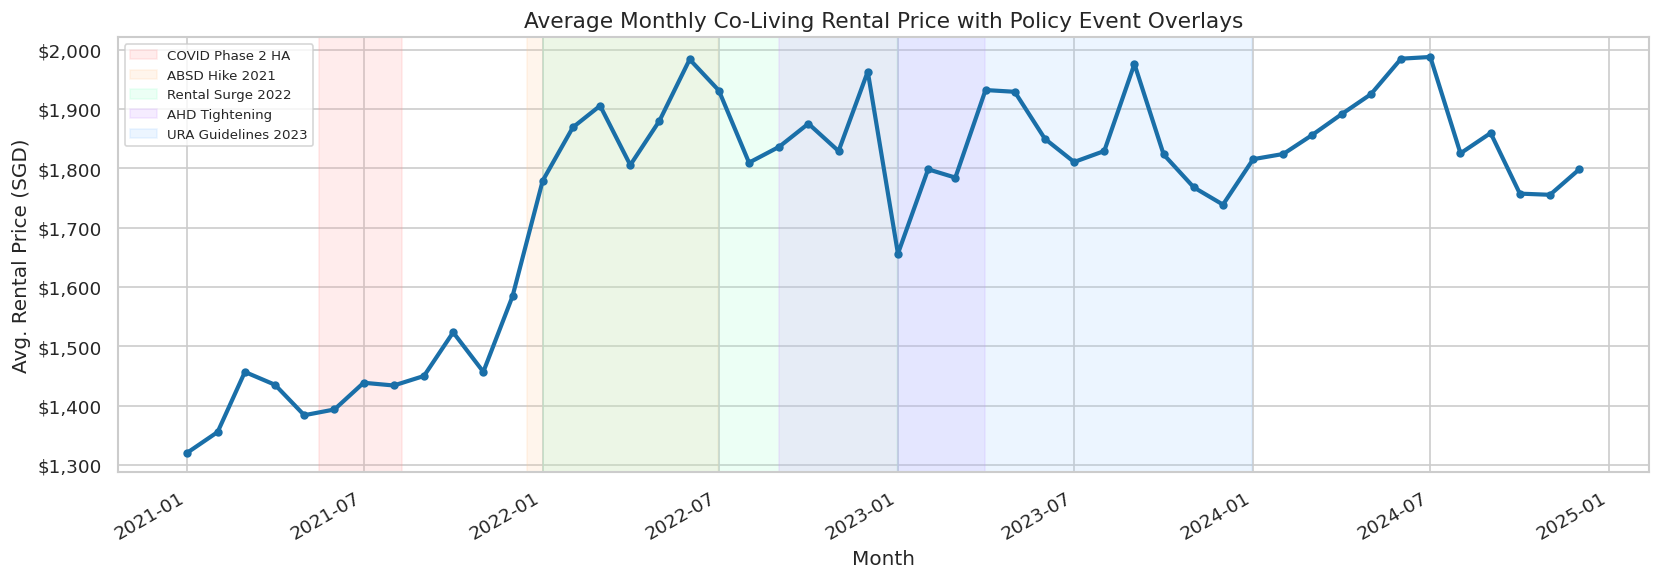 Average Monthly Co-Living Rental Price with Policy Event Overlays
COVID Phase 2 HA
ABSD Hike 2021
Rental Surge 2022
AHD Tightening
URA Guidelines 2023
Avg. Rental Price (SGD)
$2,000
$1,900
$1,800
$1,700
$1,600
$1,500
$1,400
$1,300
2021-01
2021-07
2022-01
2022-07
2023-01
2023-07
2024-01
2024-07
2025-01
Month